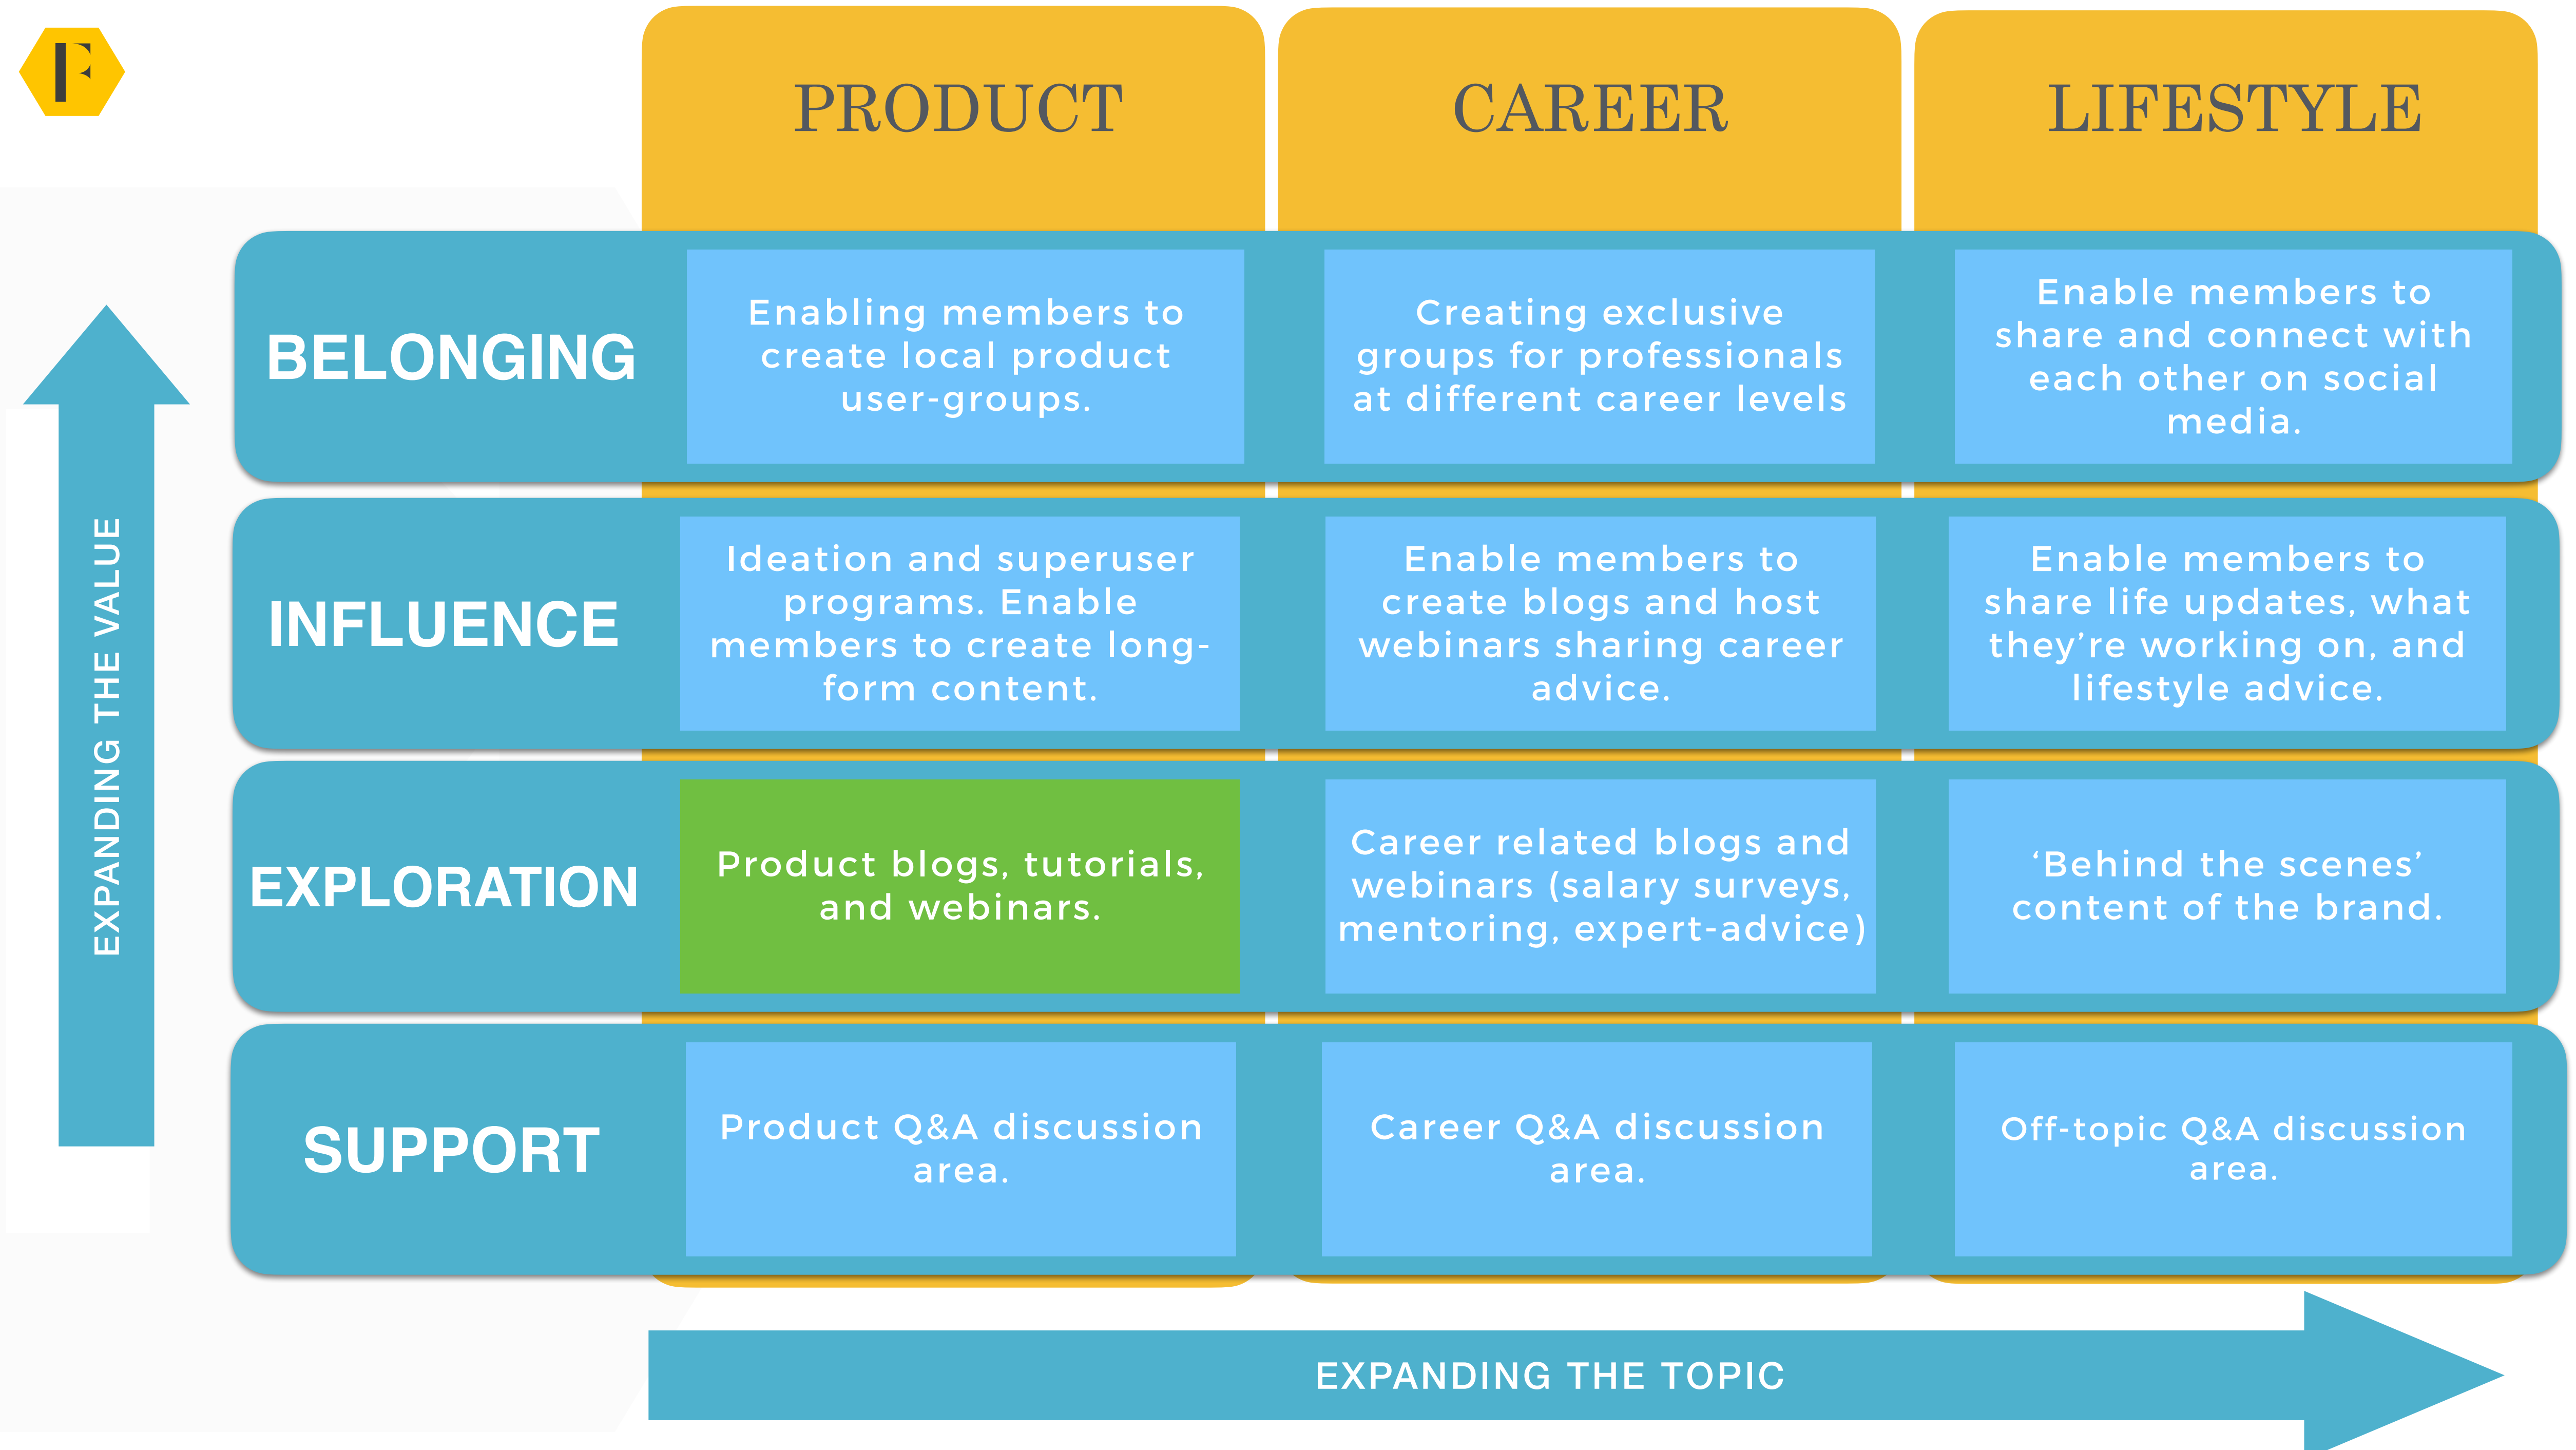 F
PRODUCT
CAREER
LIFESTYLE
EXPANDING THE VALUE
BELONGING
Enabling members to
create local product
user-groups.
Creating exclusive
groups for professionals
at different career levels
Enable members to
share and connect with
each other on social
media.
INFLUENCE
Ideation and superuser
programs. Enable
members to create long-
form content.
Enable members to
create blogs and host
webinars sharing career
advice.
Enable members to
share life updates, what
they’re working on, and
lifestyle advice.
EXPLORATION
Product blogs, tutorials,
and webinars.
Career related blogs and
webinars (salary surveys,
mentoring, expert-advice)
‘Behind the scenes’
content of the brand.
SUPPORT
Product Q&A discussion
area.
Career Q&A discussion
area.
Off-topic Q&A discussion
area.
EXPANDING THE TOPIC